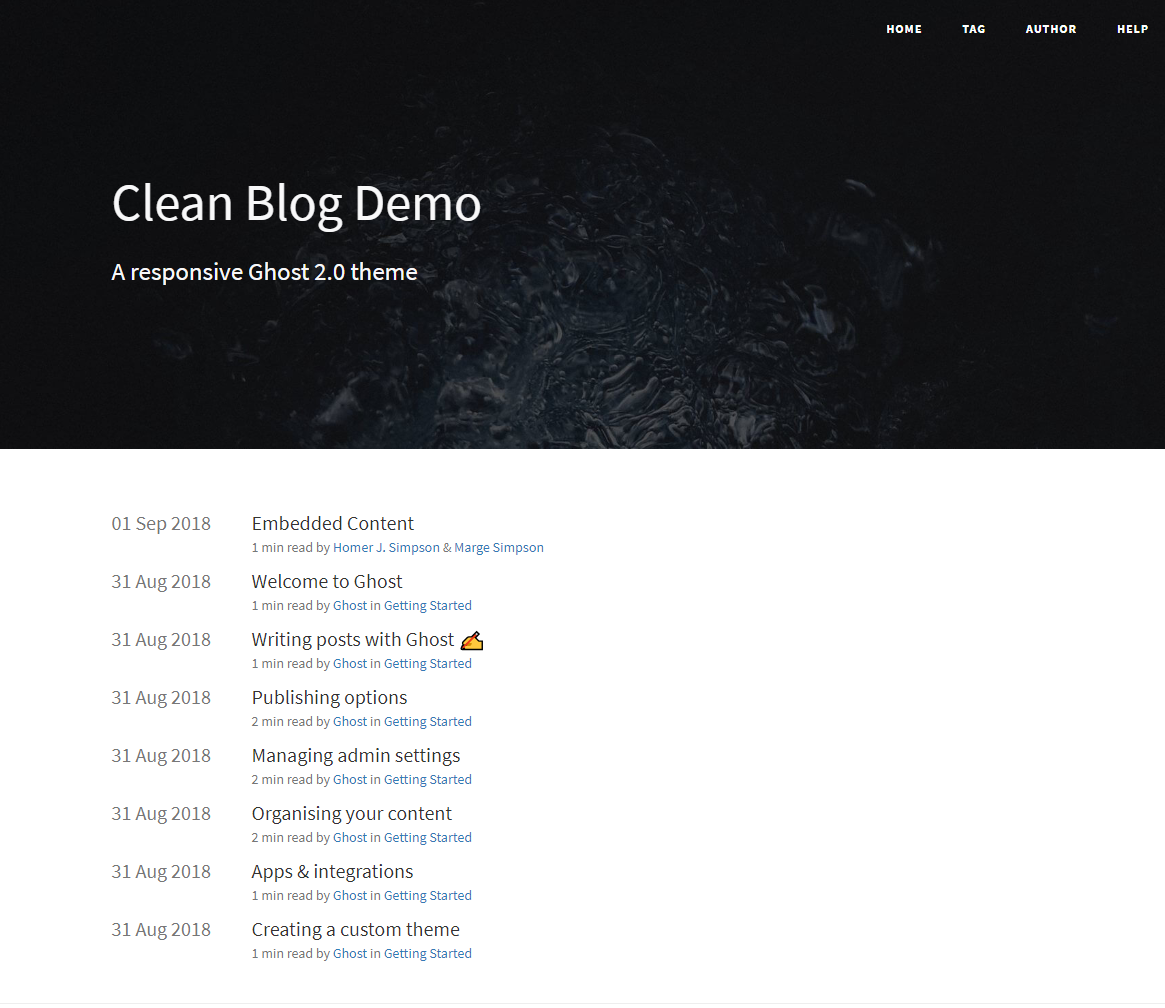 HOME TAG AUTHOR HELP
Clean Blog Demo
A responsive Ghost 2.0 theme
01 Sep 2018 Embedded Content
1 min read by Homer J. Simpson & Marge Simpson
31 Aug 2018 Welcome to Ghost
1 min read by Ghost in Getting Started
31 Aug 2018 Writing posts with Ghost ✍️
1 min read by Ghost in Getting Started
31 Aug 2018 Publishing options
2 min read by Ghost in Getting Started
31 Aug 2018 Managing admin settings
2 min read by Ghost in Getting Started
31 Aug 2018 Organising your content
2 min read by Ghost in Getting Started
31 Aug 2018 Apps & integrations
1 min read by Ghost in Getting Started
31 Aug 2018 Creating a custom theme
1 min read by Ghost in Getting Started